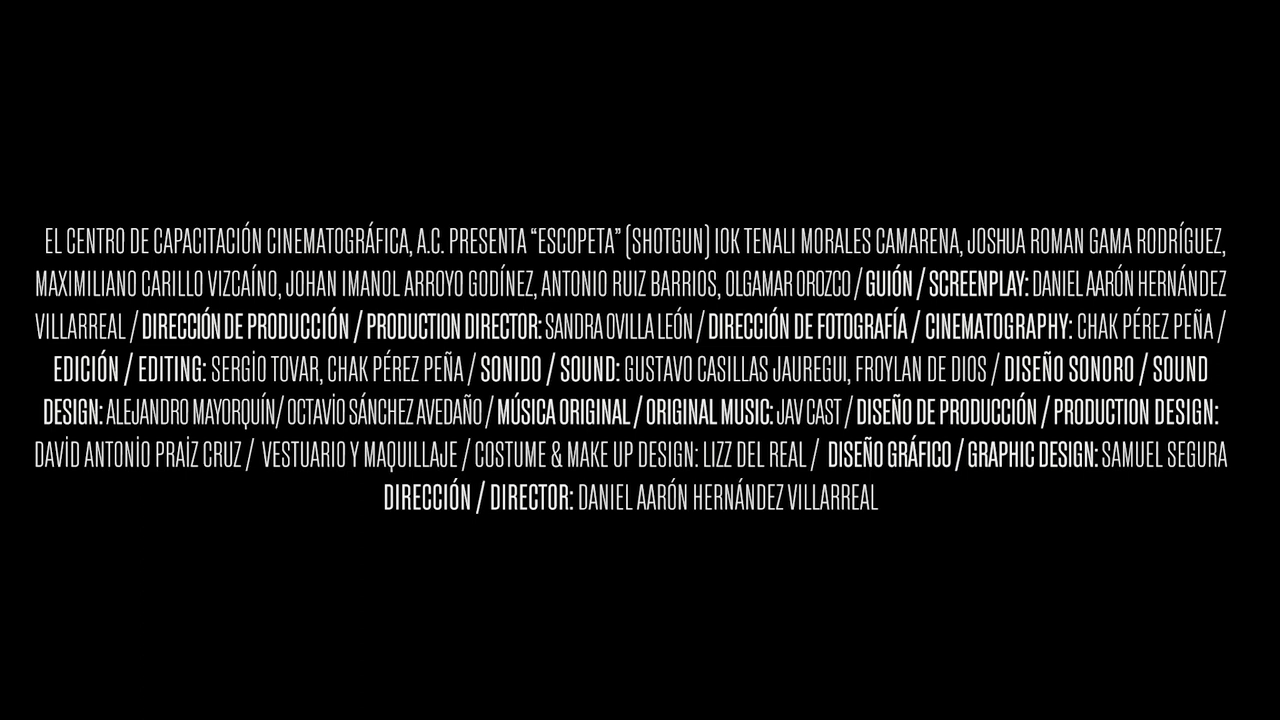 EL CENTRO DE CAPACITACIÓN CINEMATOGRÁFICA, A.C. PRESENTA “ESCOPETA” (SHOTGUN) IOK TENALI MORALES CAMARENA, JOSHUA ROMAN GAMA RODRÍGUEZ,
MAXIMILIANO CARILLO VIZCAÍNO, JOHAN IMANOL ARROYO GODÍNEZ, ANTONIO RUIZ BARRIOS, OLGAMAR OROZCO / GUIÓN / SCREENPLAY: DANIEL AARÓN HERNÁNDEZ
VILLARREAL / DIRECCIÓN DE PRODUCCIÓN / PRODUCTION DIRECTOR: SANDRA OVILLA LEÓN / DIRECCIÓN DE FOTOGRAFÍA / CINEMATOGRAPHY: CHAK PÉREZ PEÑA /
EDICIÓN / EDITING: SERGİO TOVAR, CHAK PÉREZ PEÑA / SONIDO / SOUND: GUSTAVO CASILLAS JAUREGUI, FROYLAN DE DIOS / DISEÑO SONORO / SOUND
DESIGN: ALEJANDRO MAYORQUÍN/ OCTAVİO SÁNCHEZ AVEDAÑO / MÚSICA ORIGINAL / ORIGINAL MUSIC: JAV CAST / DISEÑO DE PRODUCCIÓN / PRODUCTION DESIGN:
DAVİD ANTONİO PRAİZ CRUZ / VESTUARIO Y MAQUILLAJE / COSTUME & MAKE UP DESIGN: LIZZ DEL REAL / DISEÑO GRÁFICO / GRAPHIC DESIGN: SAMUEL SEGURA
DIRECCIÓN / DIRECTOR: DANIEL AARÓN HERNÁNDEZ VILLARREAL